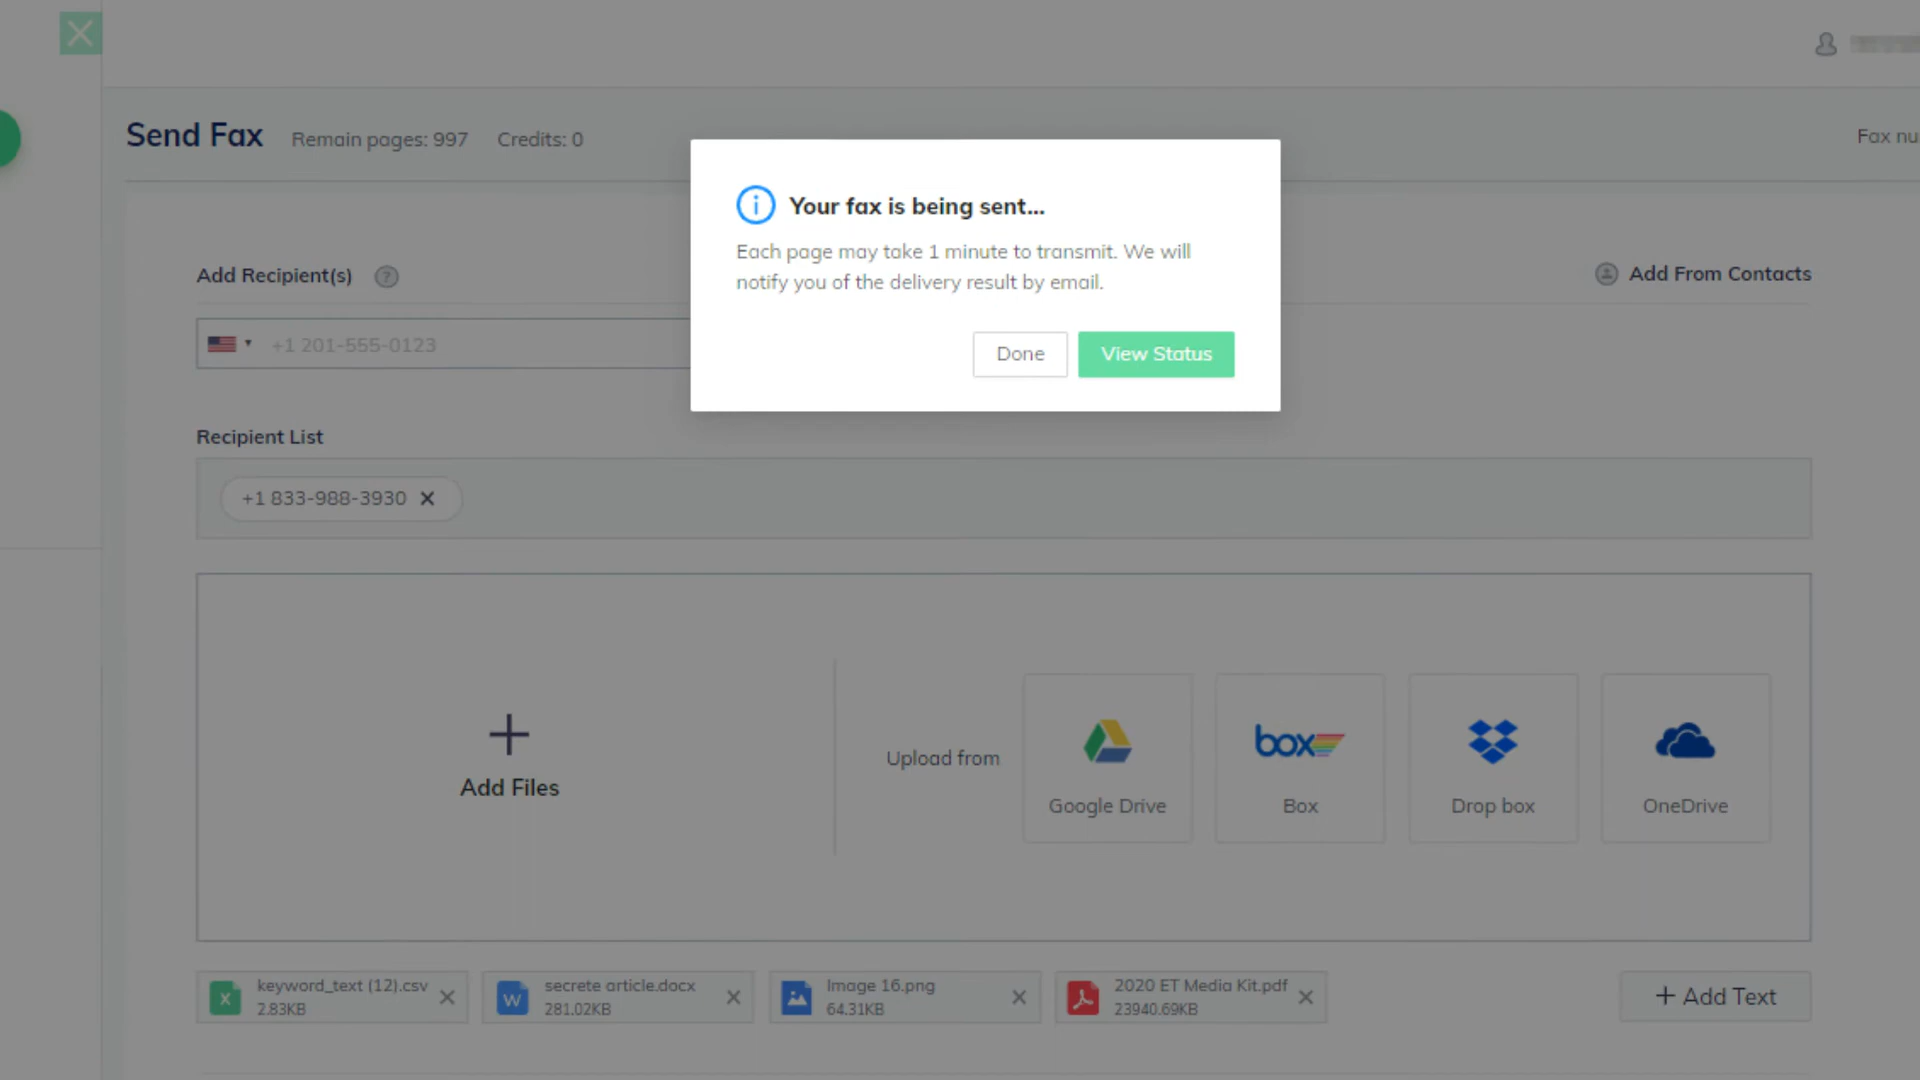 Send Fax
Remain pages: 997
Credits: 0
Fax nu
Your fax is being sent...
Each page may take 1 minute to transmit. We will
notify you of the delivery result by email.
Done
View Status
Add Recipient(s)
?
Add From Contacts
+1 201-555-0123
Recipient List
+1 833-988-3930
Add Files
Upload from
box
Google Drive
Box
Drop box
OneDrive
keyword_text (12).csv
2.83KB
secrete article.docx
281.02KB
Image 16.png
64.31KB
2020 ET Media Kit.pdf
23940.69KB
+ Add Text